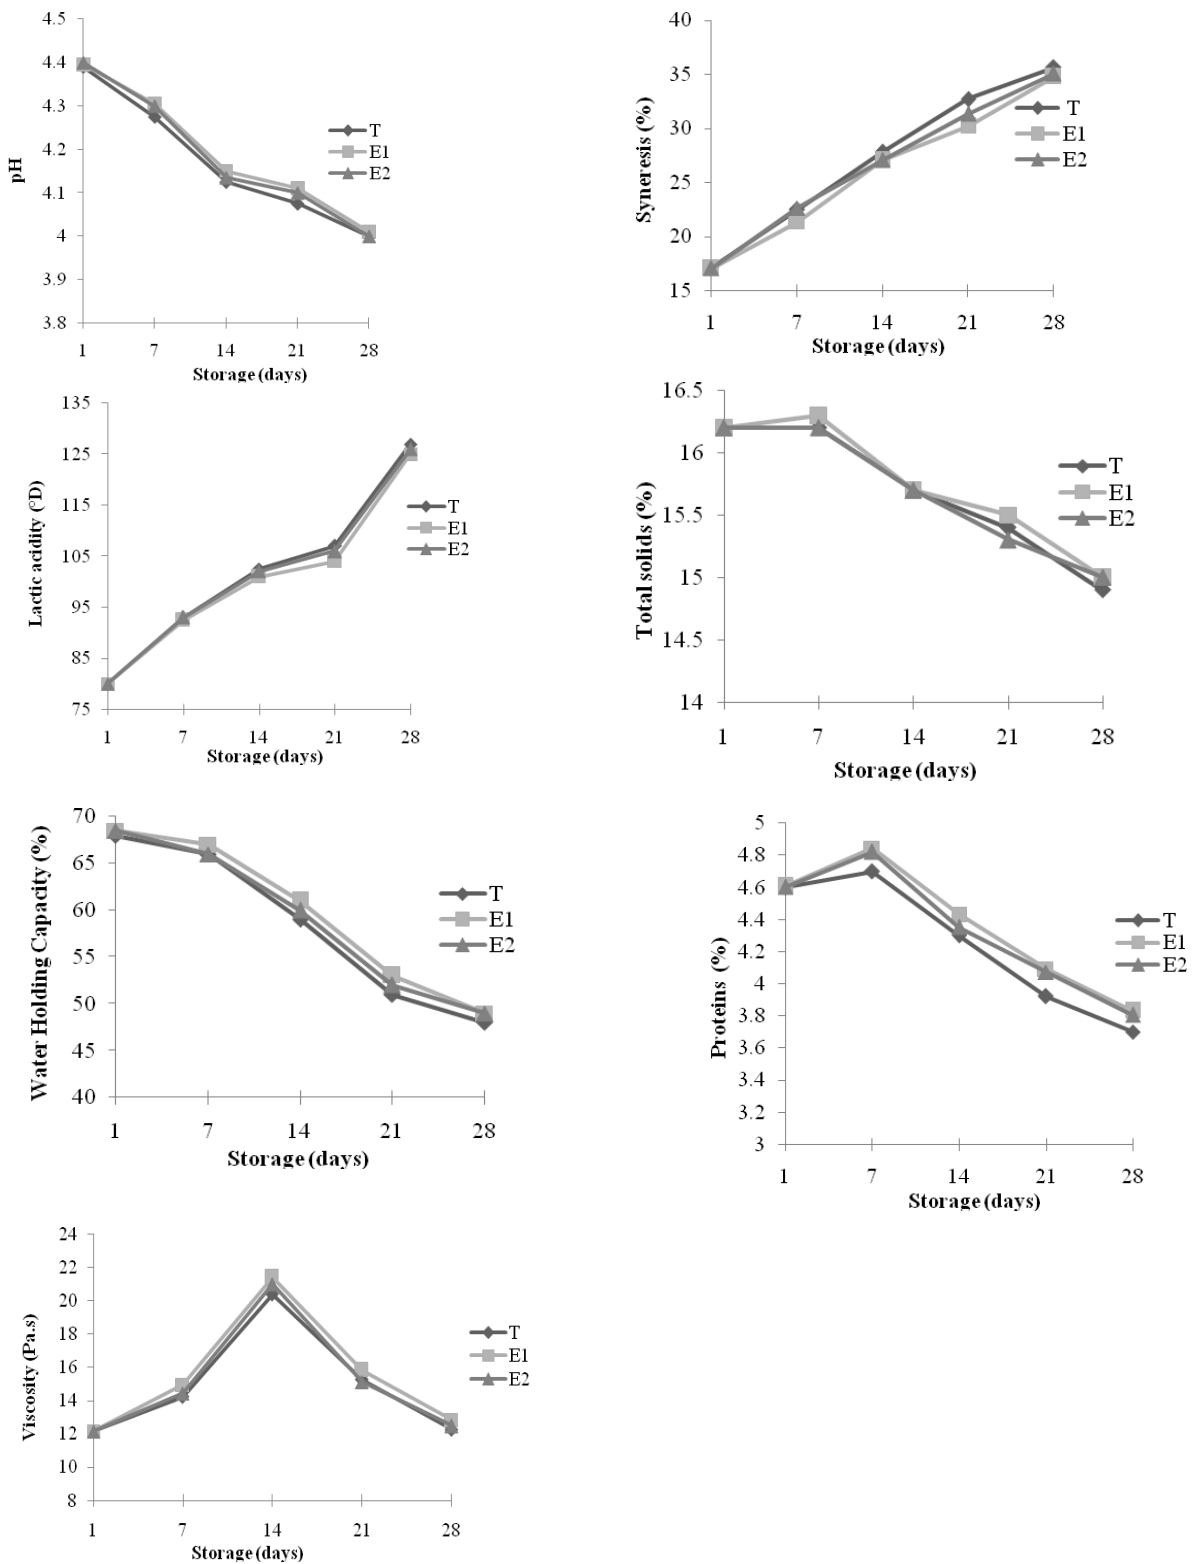 4.5
4.4
4.3
4.2
4.1
4
3.9
3.8
pH
1 7 14 21 28
Storage (days)
T
E1
E2
40
35
30
25
20
15
Syneresis (%)
1 7 14 21 28
Storage (days)
T
E1
E2
135
125
115
105
95
85
75
Lactic acidity (°D)
1 7 14 21 28
Storage (days)
T
E1
E2
16.5
16
15.5
15
14.5
14
Total solids (%)
1 7 14 21 28
Storage (days)
T
E1
E2
70
65
60
55
50
45
40
Water Holding Capacity (%)
1 7 14 21 28
Storage (days)
T
E1
E2
5
4.8
4.6
4.4
4.2
4
3.8
3.6
3.4
3.2
3
Proteins (%)
1 7 14 21 28
Storage (days)
T
E1
E2
24
22
20
18
16
14
12
10
8
Viscosity (Pa.s)
1 7 14 21 28
Storage (days)
T
E1
E2